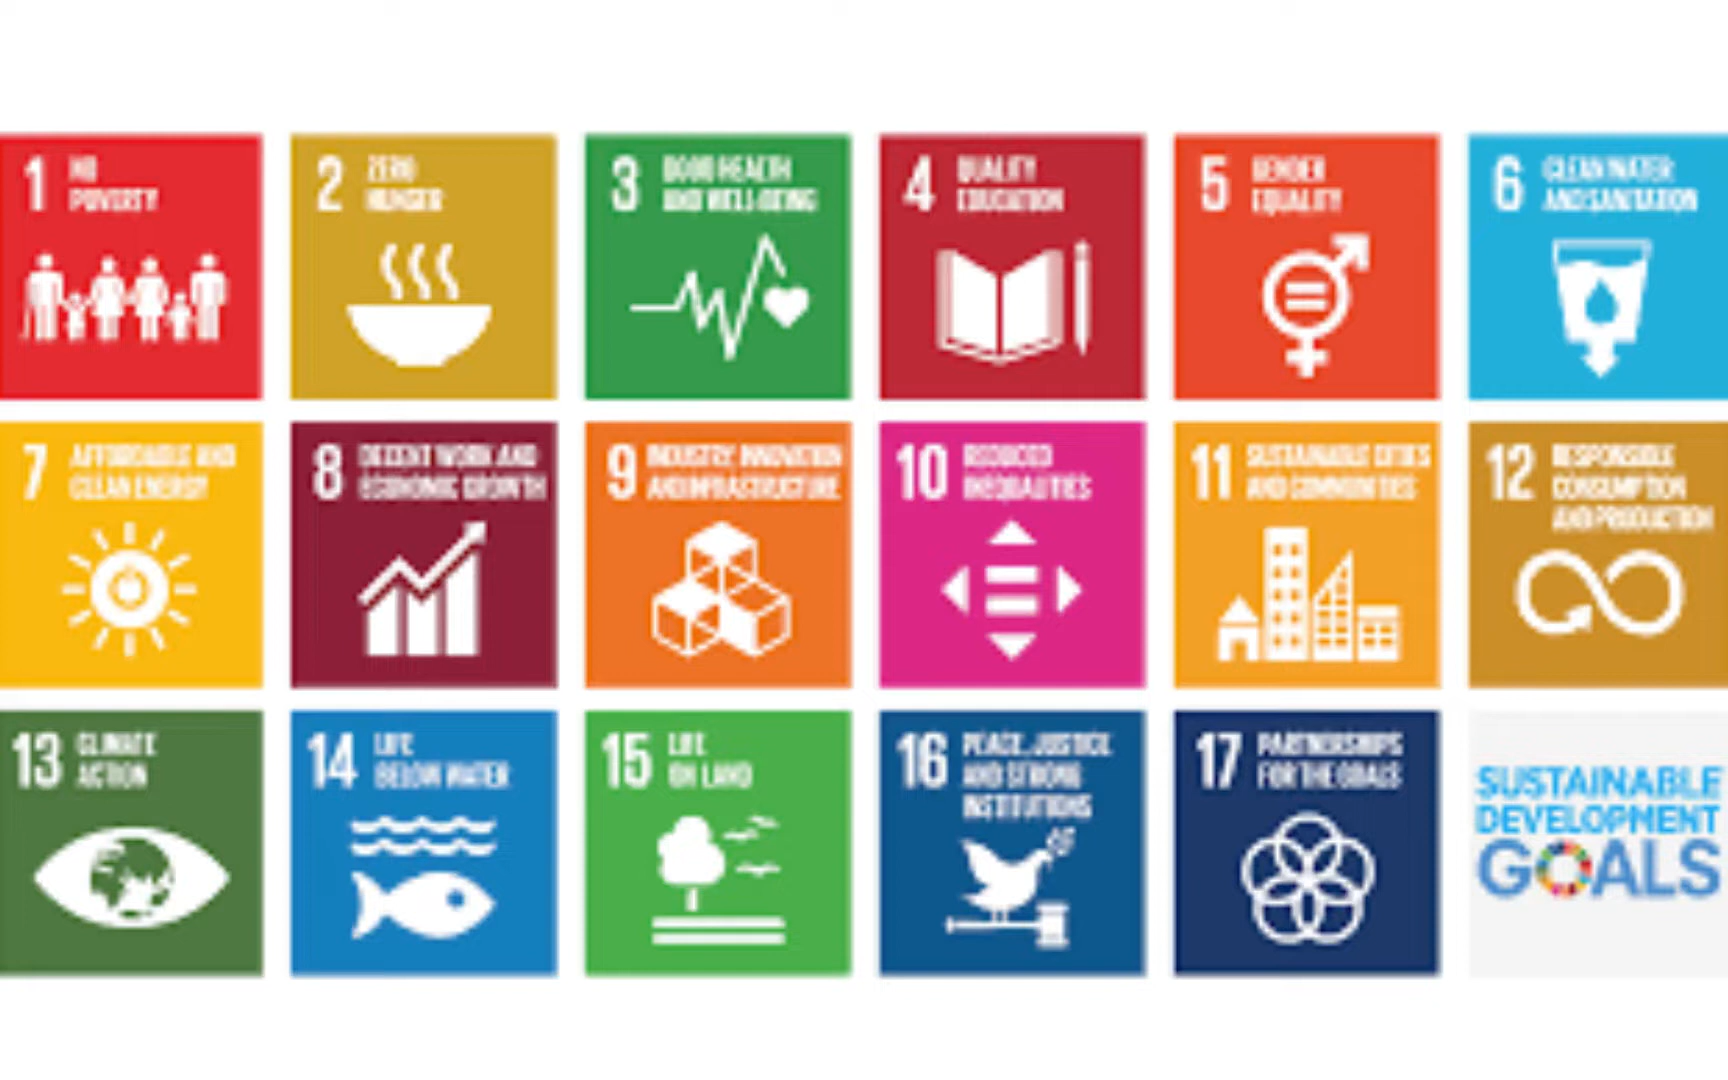 1 NO
POVERTY
2 ZERO
HUNGER
3 GOOD HEALTH
AND WELL-BEING
4 QUALITY
EDUCATION
5 GENDER
EQUALITY
6 CLEAN WATER
AND SANITATION
7 AFFORDABLE AND
CLEAN ENERGY
8 DECENT WORK AND
ECONOMIC GROWTH
9 INDUSTRY, INNOVATION
AND INFRASTRUCTURE
10 REDUCED
INEQUALITIES
11 SUSTAINABLE CITIES
AND COMMUNITIES
12 RESPONSIBLE
CONSUMPTION
AND PRODUCTION
13 CLIMATE
ACTION
14 LIFE
BELOW WATER
15 LIFE
ON LAND
16 PEACE, JUSTICE
AND STRONG
INSTITUTIONS
17 PARTNERSHIPS
FOR THE GOALS
SUSTAINABLE
DEVELOPMENT
GOALS